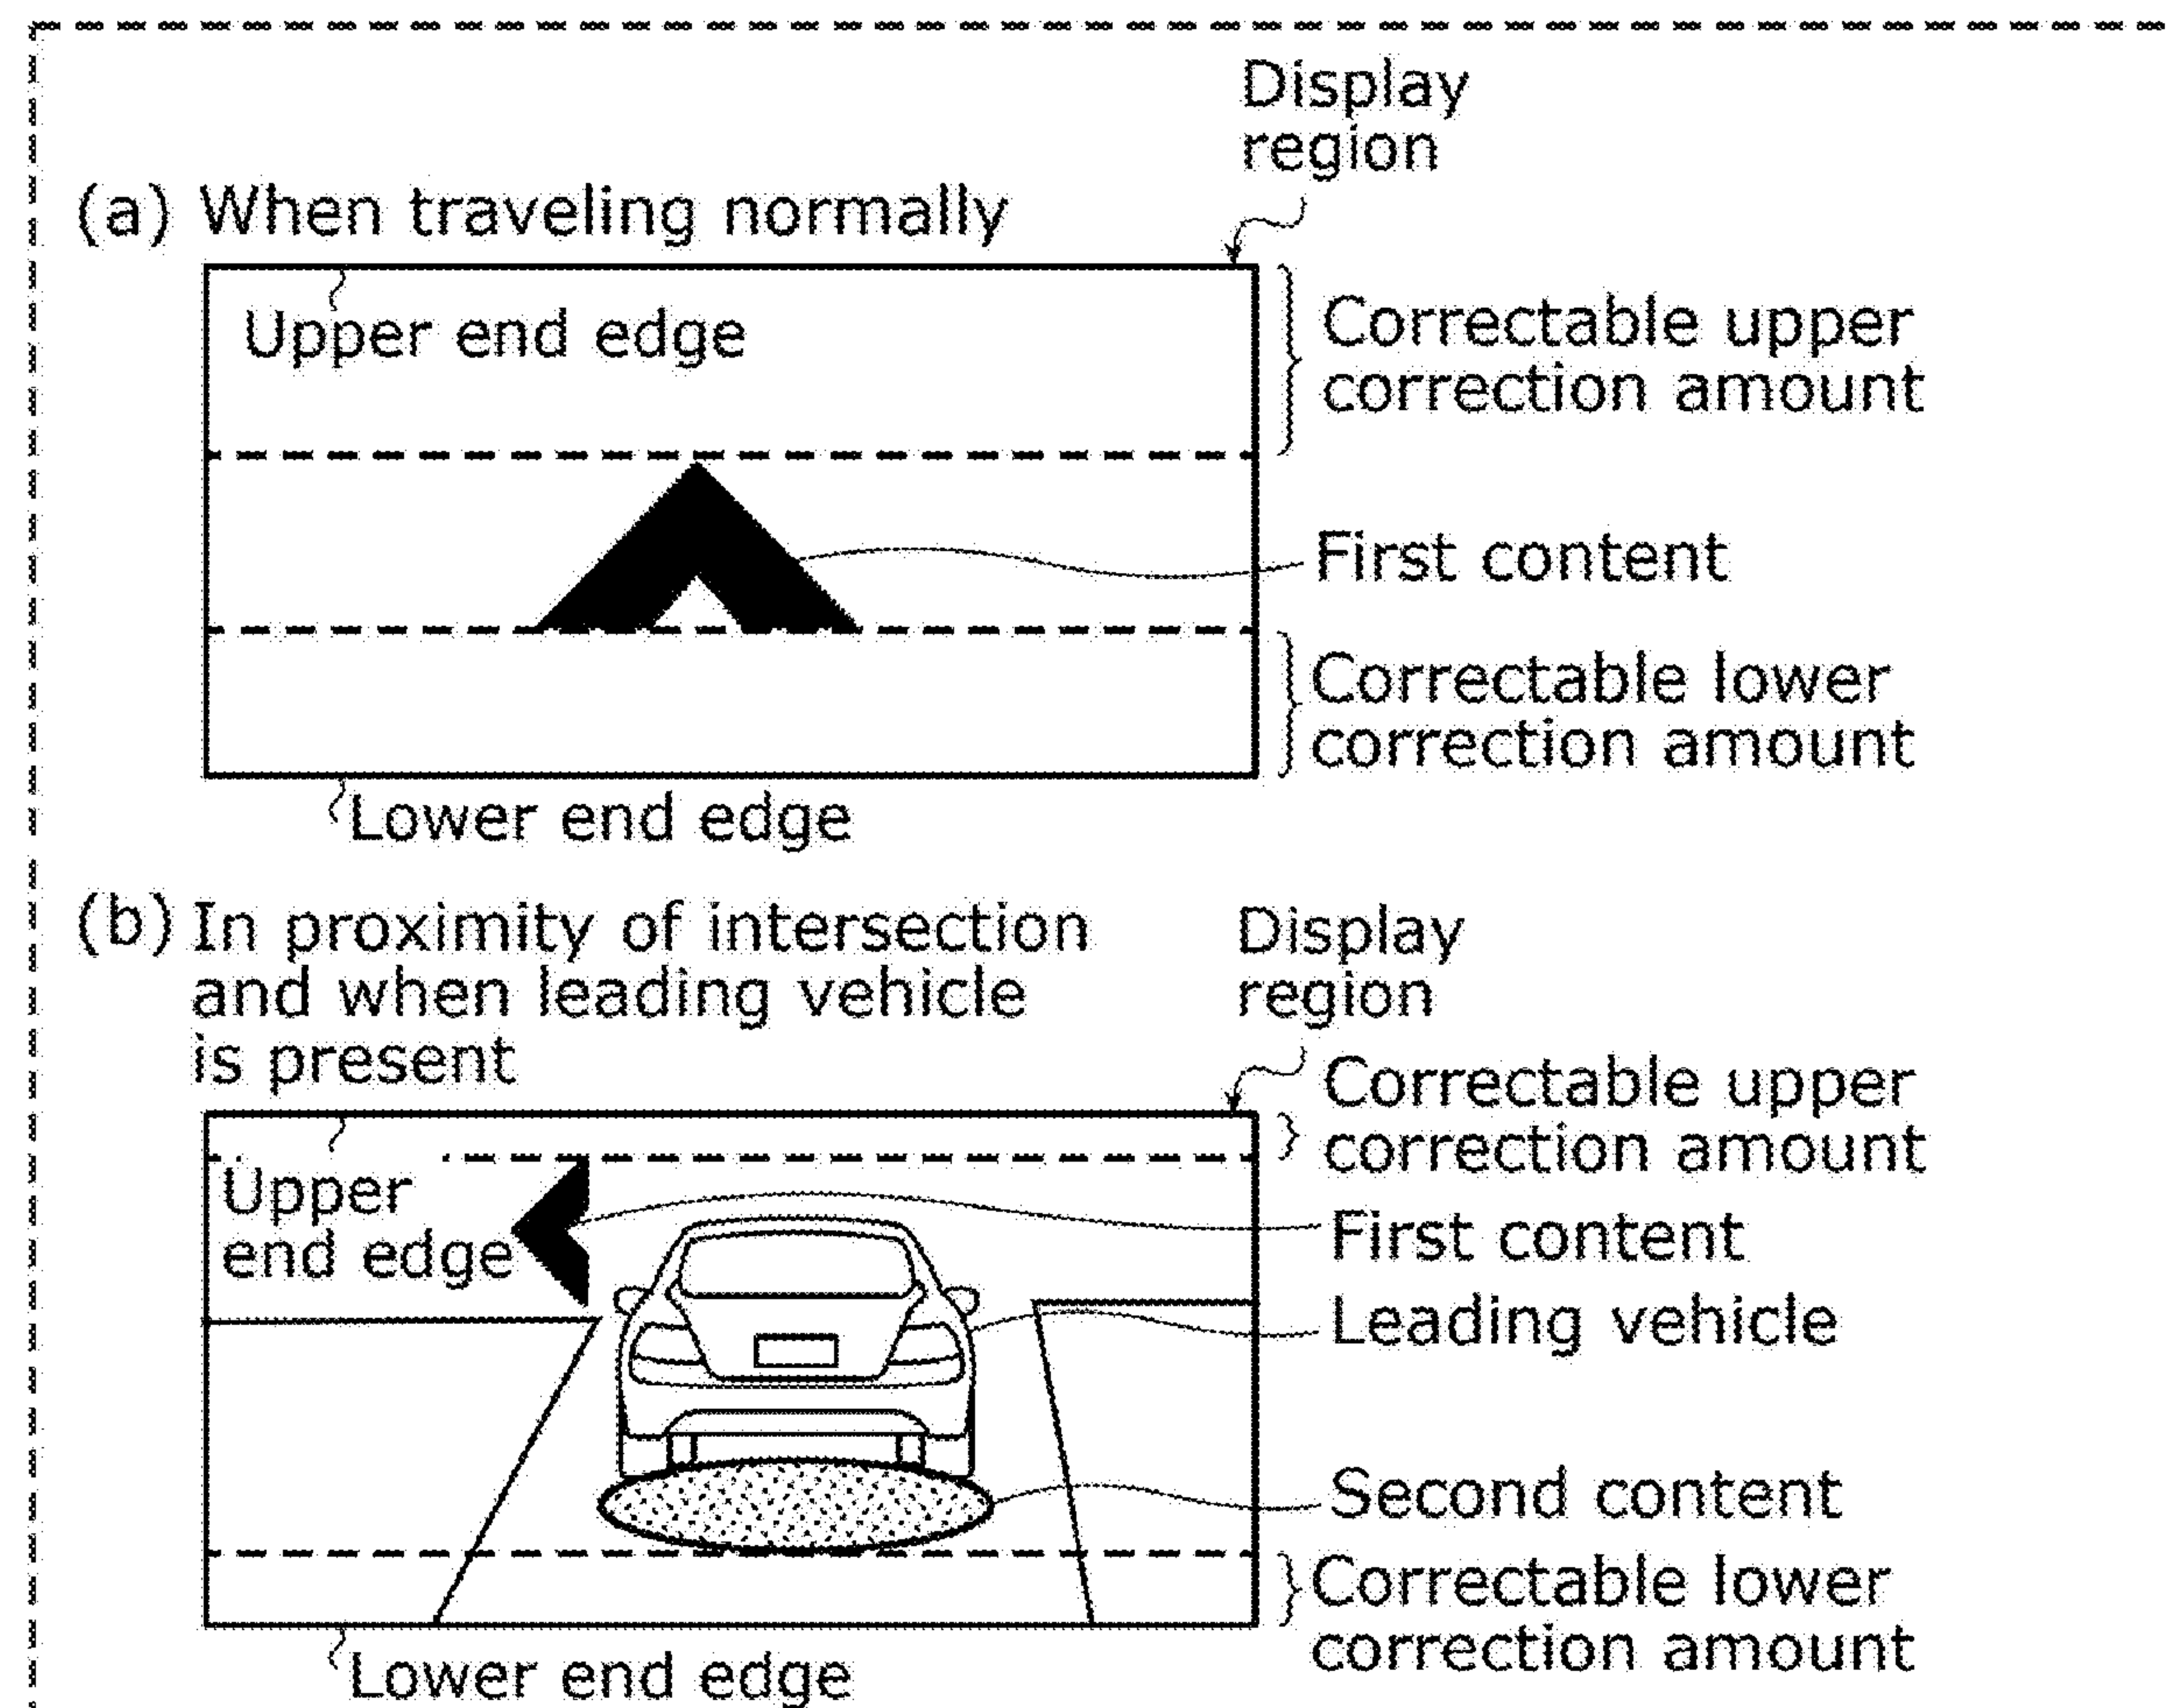 Display
region
(a) When traveling normally
Upper end edge
Correctable upper
correction amount
First content
Correctable lower
correction amount
Lower end edge
(b) In proximity of intersection
and when leading vehicle
is present
Display
region
Correctable upper
correction amount
Upper
end edge
First content
Leading vehicle
Second content
Correctable lower
correction amount
Lower end edge